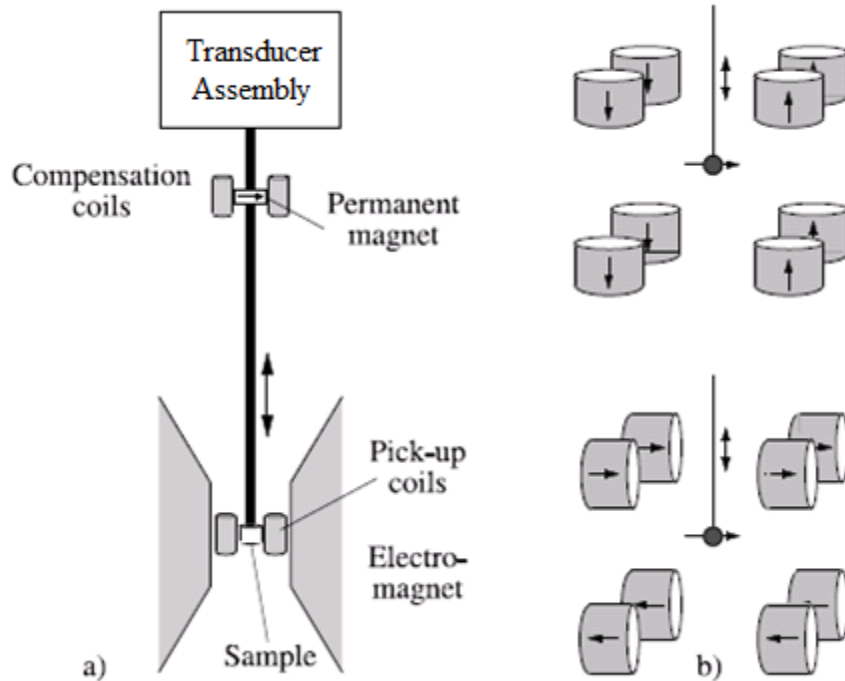 Transducer
Assembly
Compensation
coils
Permanent
magnet
Pick-up
coils
Electro-
magnet
Sample
a)
b)